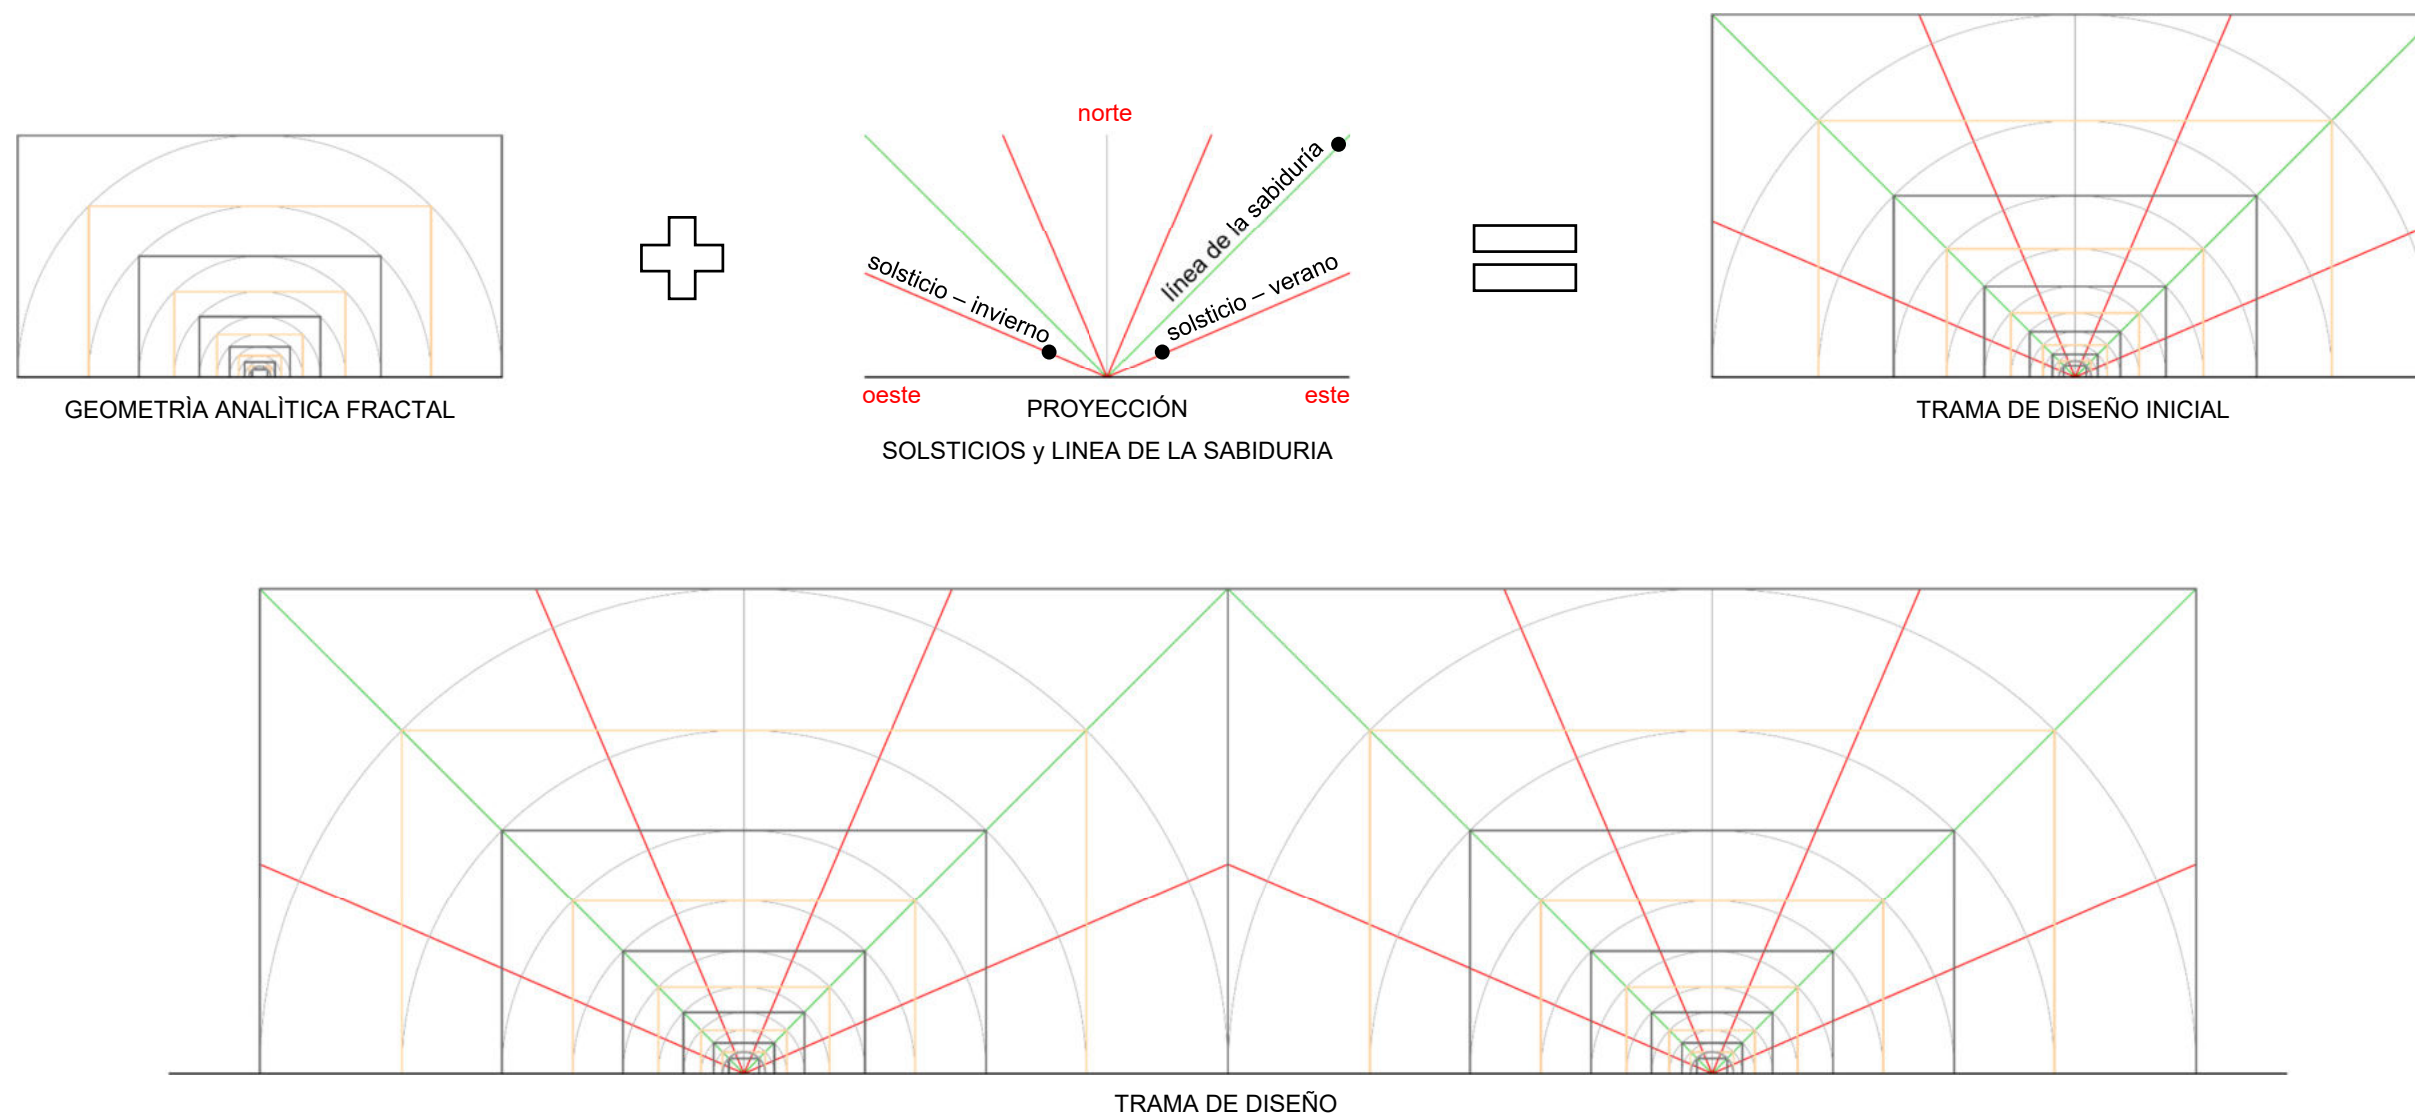 norte
línea de la sabiduría
solsticio – invierno
solsticio – verano
oeste
este
GEOMETRÌA ANALÌTICA FRACTAL
PROYECCIÓN
SOLSTICIOS y LINEA DE LA SABIDURIA
TRAMA DE DISEÑO INICIAL
TRAMA DE DISEÑO